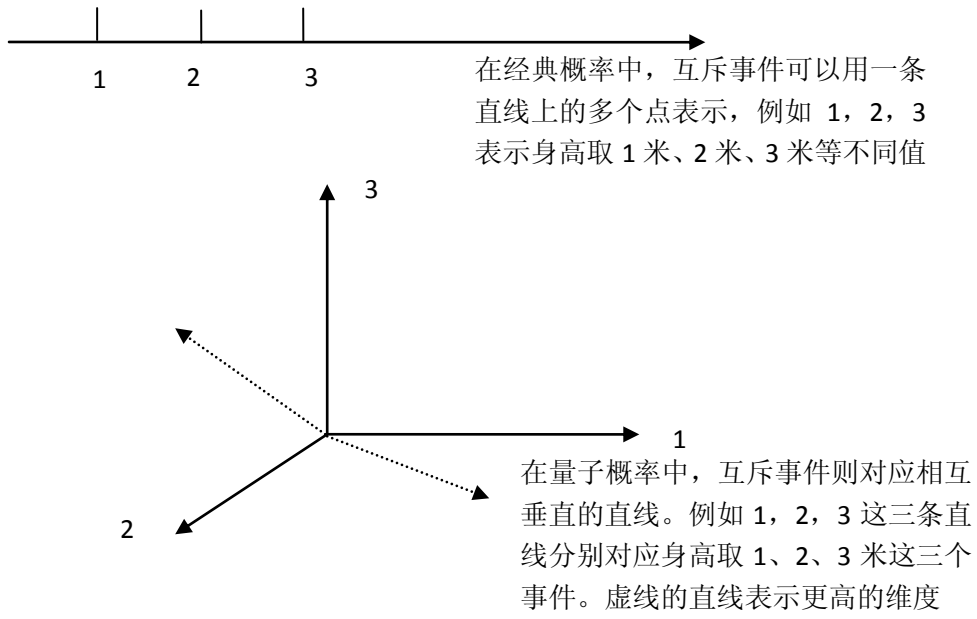 1 2 3
在经典概率中，互斥事件可以用一条
直线上的多个点表示，例如 1，2，3
表示身高取 1 米、2 米、3 米等不同值
3
1
在量子概率中，互斥事件则对应相互
垂直的直线。例如 1，2，3 这三条直
2
线分别对应身高取 1、2、3 米这三个
事件。虚线的直线表示更高的维度